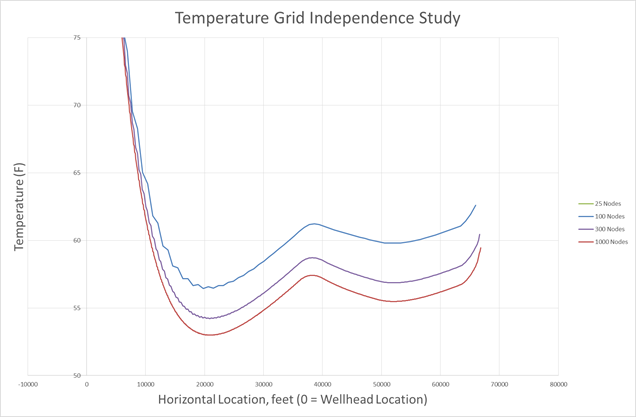 Temperature Grid Independence Study
75
70
65
60
55
50
Temperature (F)
-10000 0 10000 20000 30000 40000 50000 60000 70000 80000
Horizontal Location, feet (0 = Wellhead Location)
25 Nodes
100 Nodes
300 Nodes
1000 Nodes